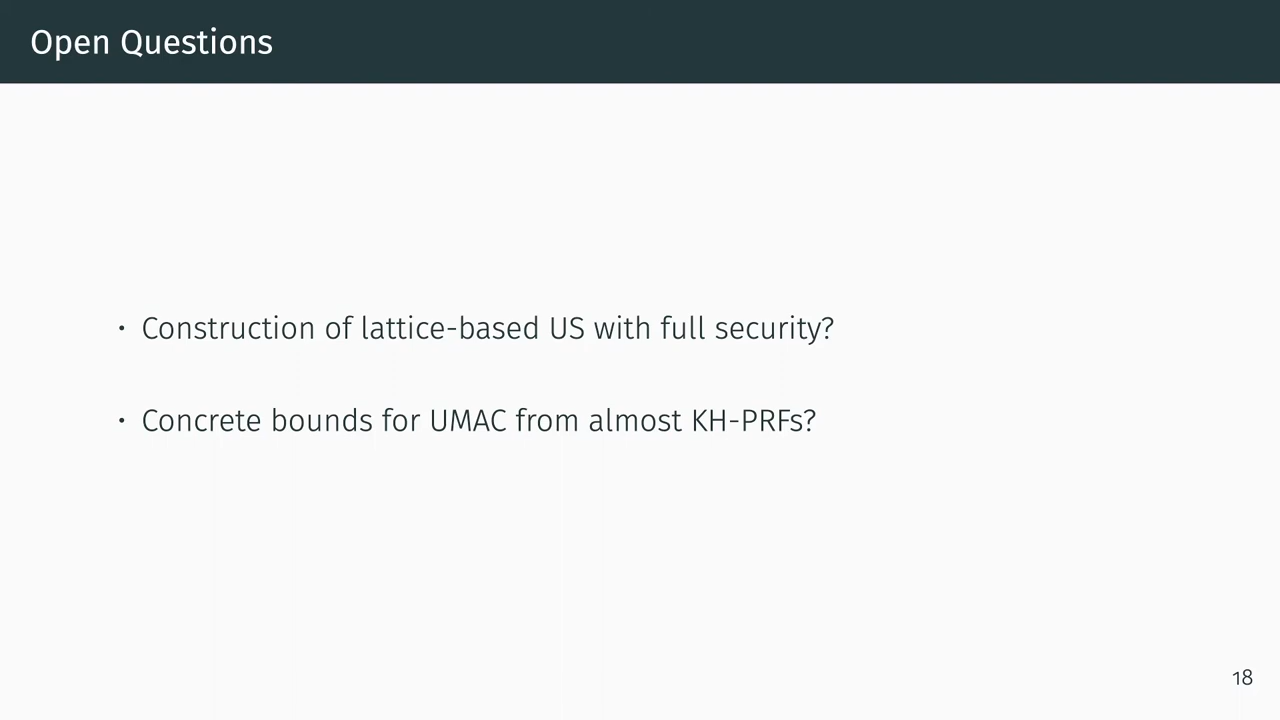 Open Questions
• Construction of lattice-based US with full security?
• Concrete bounds for UMAC from almost KH-PRFs?
18